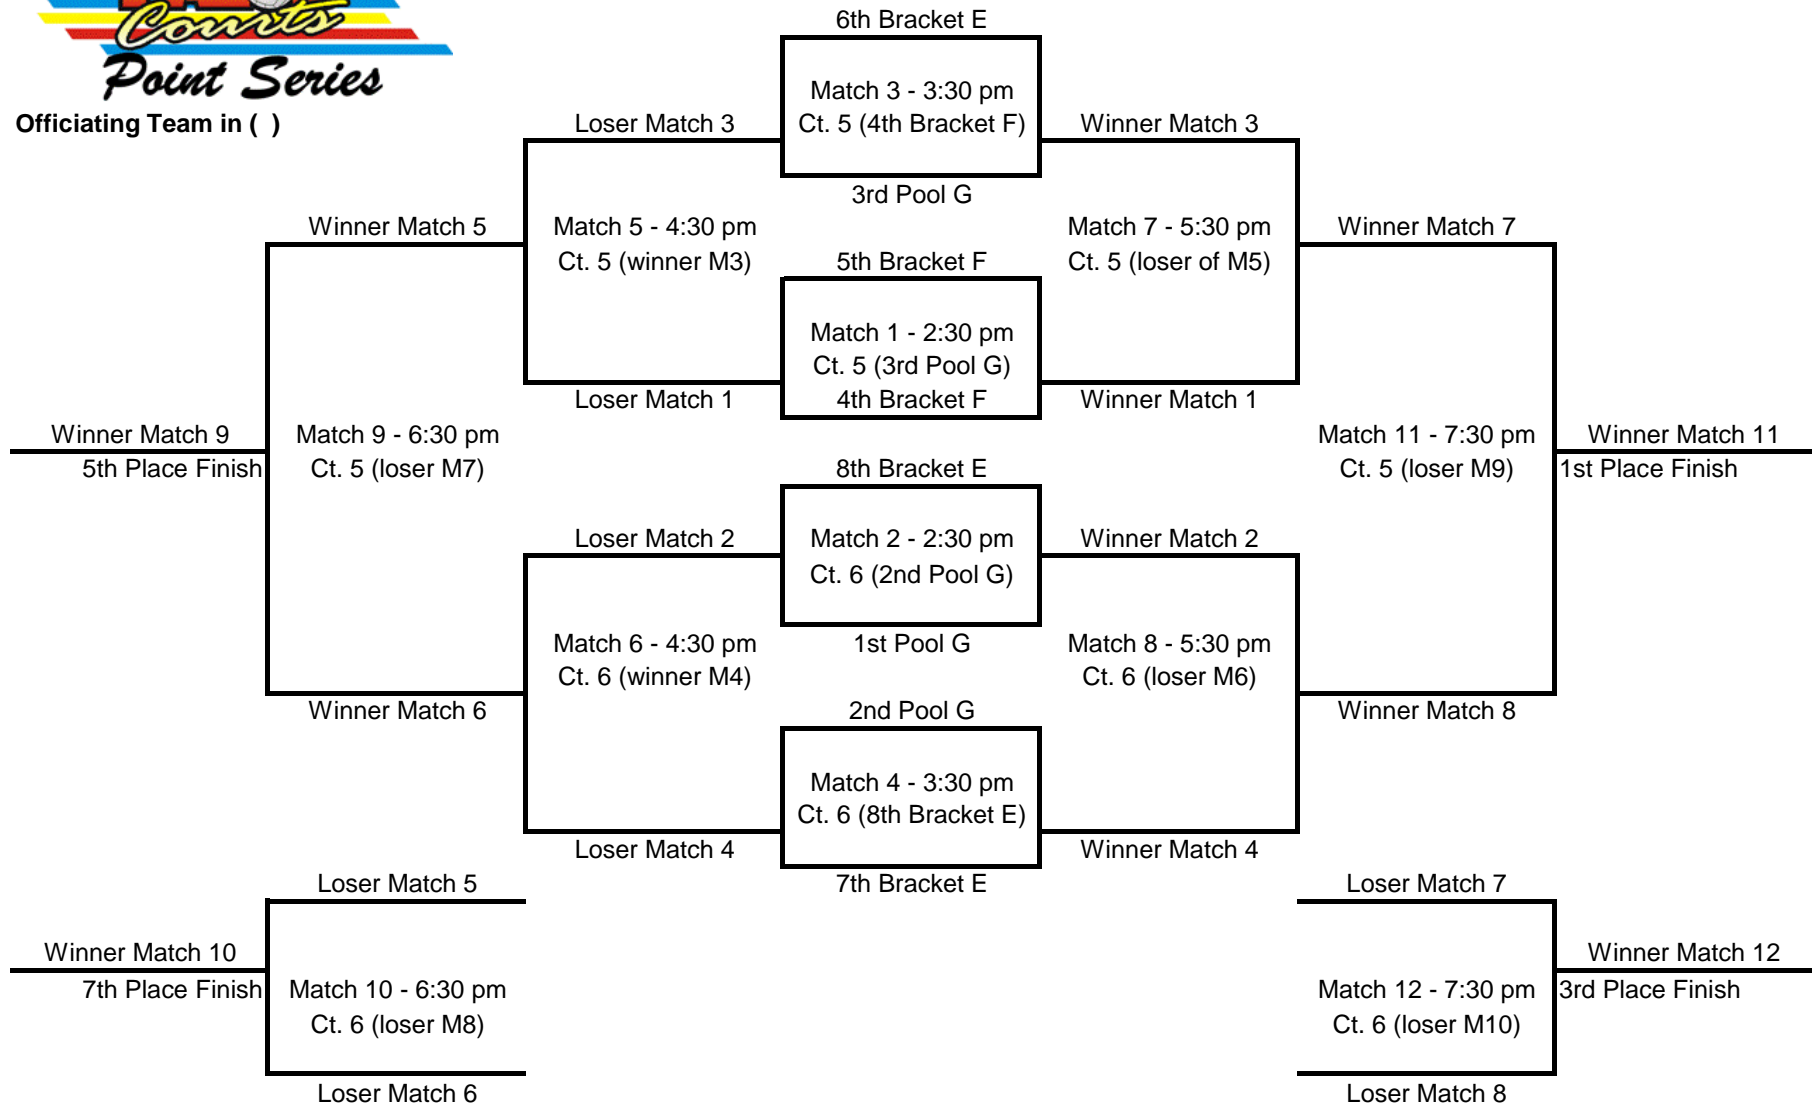 Courts
Point Series
Officiating Team in (  )
6th Bracket E
Match 3 - 3:30 pm
Ct. 5 (4th Bracket F)
Loser Match 3
Winner Match 3
3rd Pool G
Winner Match 5
Match 5 - 4:30 pm
Ct. 5 (winner M3)
Match 7 - 5:30 pm
Ct. 5 (loser of M5)
Winner Match 7
5th Bracket F
Match 1 - 2:30 pm
Ct. 5 (3rd Pool G)
4th Bracket F
Loser Match 1
Winner Match 1
Winner Match 9
5th Place Finish
Match 9 - 6:30 pm
Ct. 5 (loser M7)
Match 11 - 7:30 pm
Ct. 5 (loser M9)
Winner Match 11
1st Place Finish
8th Bracket E
Loser Match 2
Match 2 - 2:30 pm
Ct. 6 (2nd Pool G)
Winner Match 2
1st Pool G
Match 6 - 4:30 pm
Ct. 6 (winner M4)
Match 8 - 5:30 pm
Ct. 6 (loser M6)
Winner Match 6
2nd Pool G
Winner Match 8
Match 4 - 3:30 pm
Ct. 6 (8th Bracket E)
Loser Match 4
Winner Match 4
7th Bracket E
Loser Match 5
Loser Match 7
Winner Match 10
7th Place Finish
Match 10 - 6:30 pm
Ct. 6 (loser M8)
Match 12 - 7:30 pm
Ct. 6 (loser M10)
Winner Match 12
3rd Place Finish
Loser Match 6
Loser Match 8